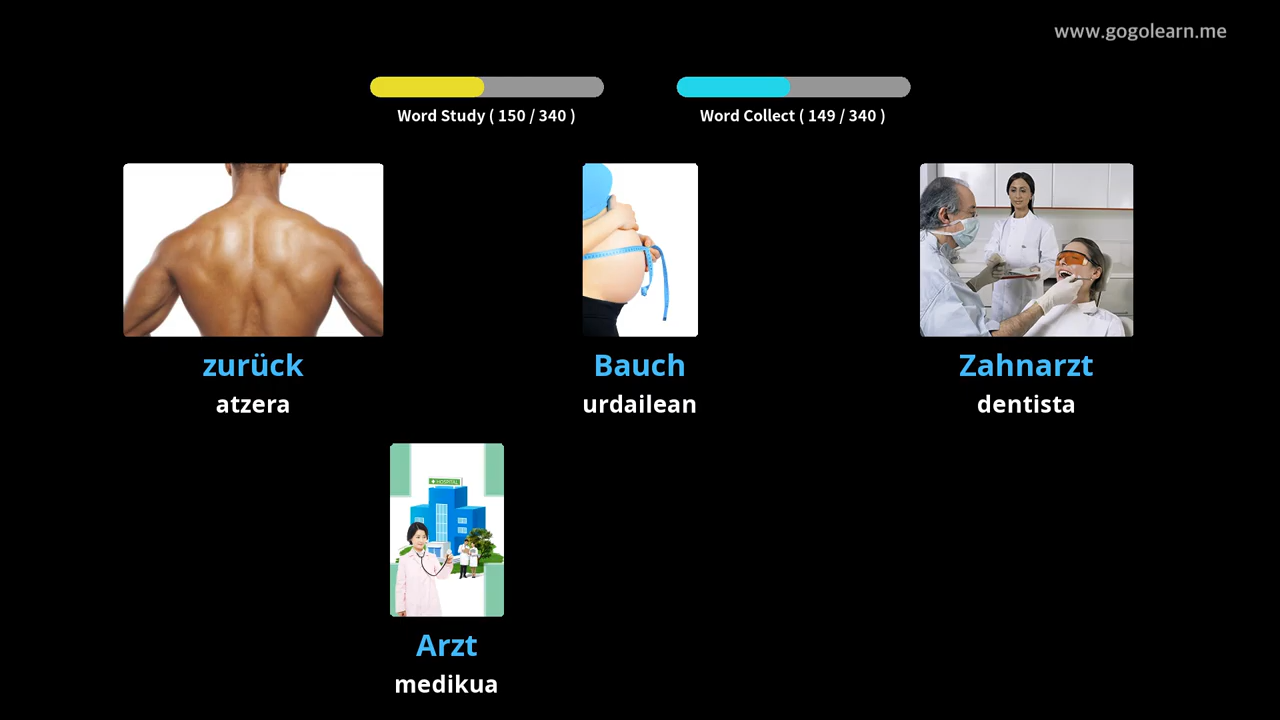 www.gogolearn.me
Word Study ( 150 / 340 )
Word Collect ( 149 / 340 )
zurück
atzera
Bauch
urdailean
Zahnarzt
dentista
HOSPITAL
Arzt
medikua